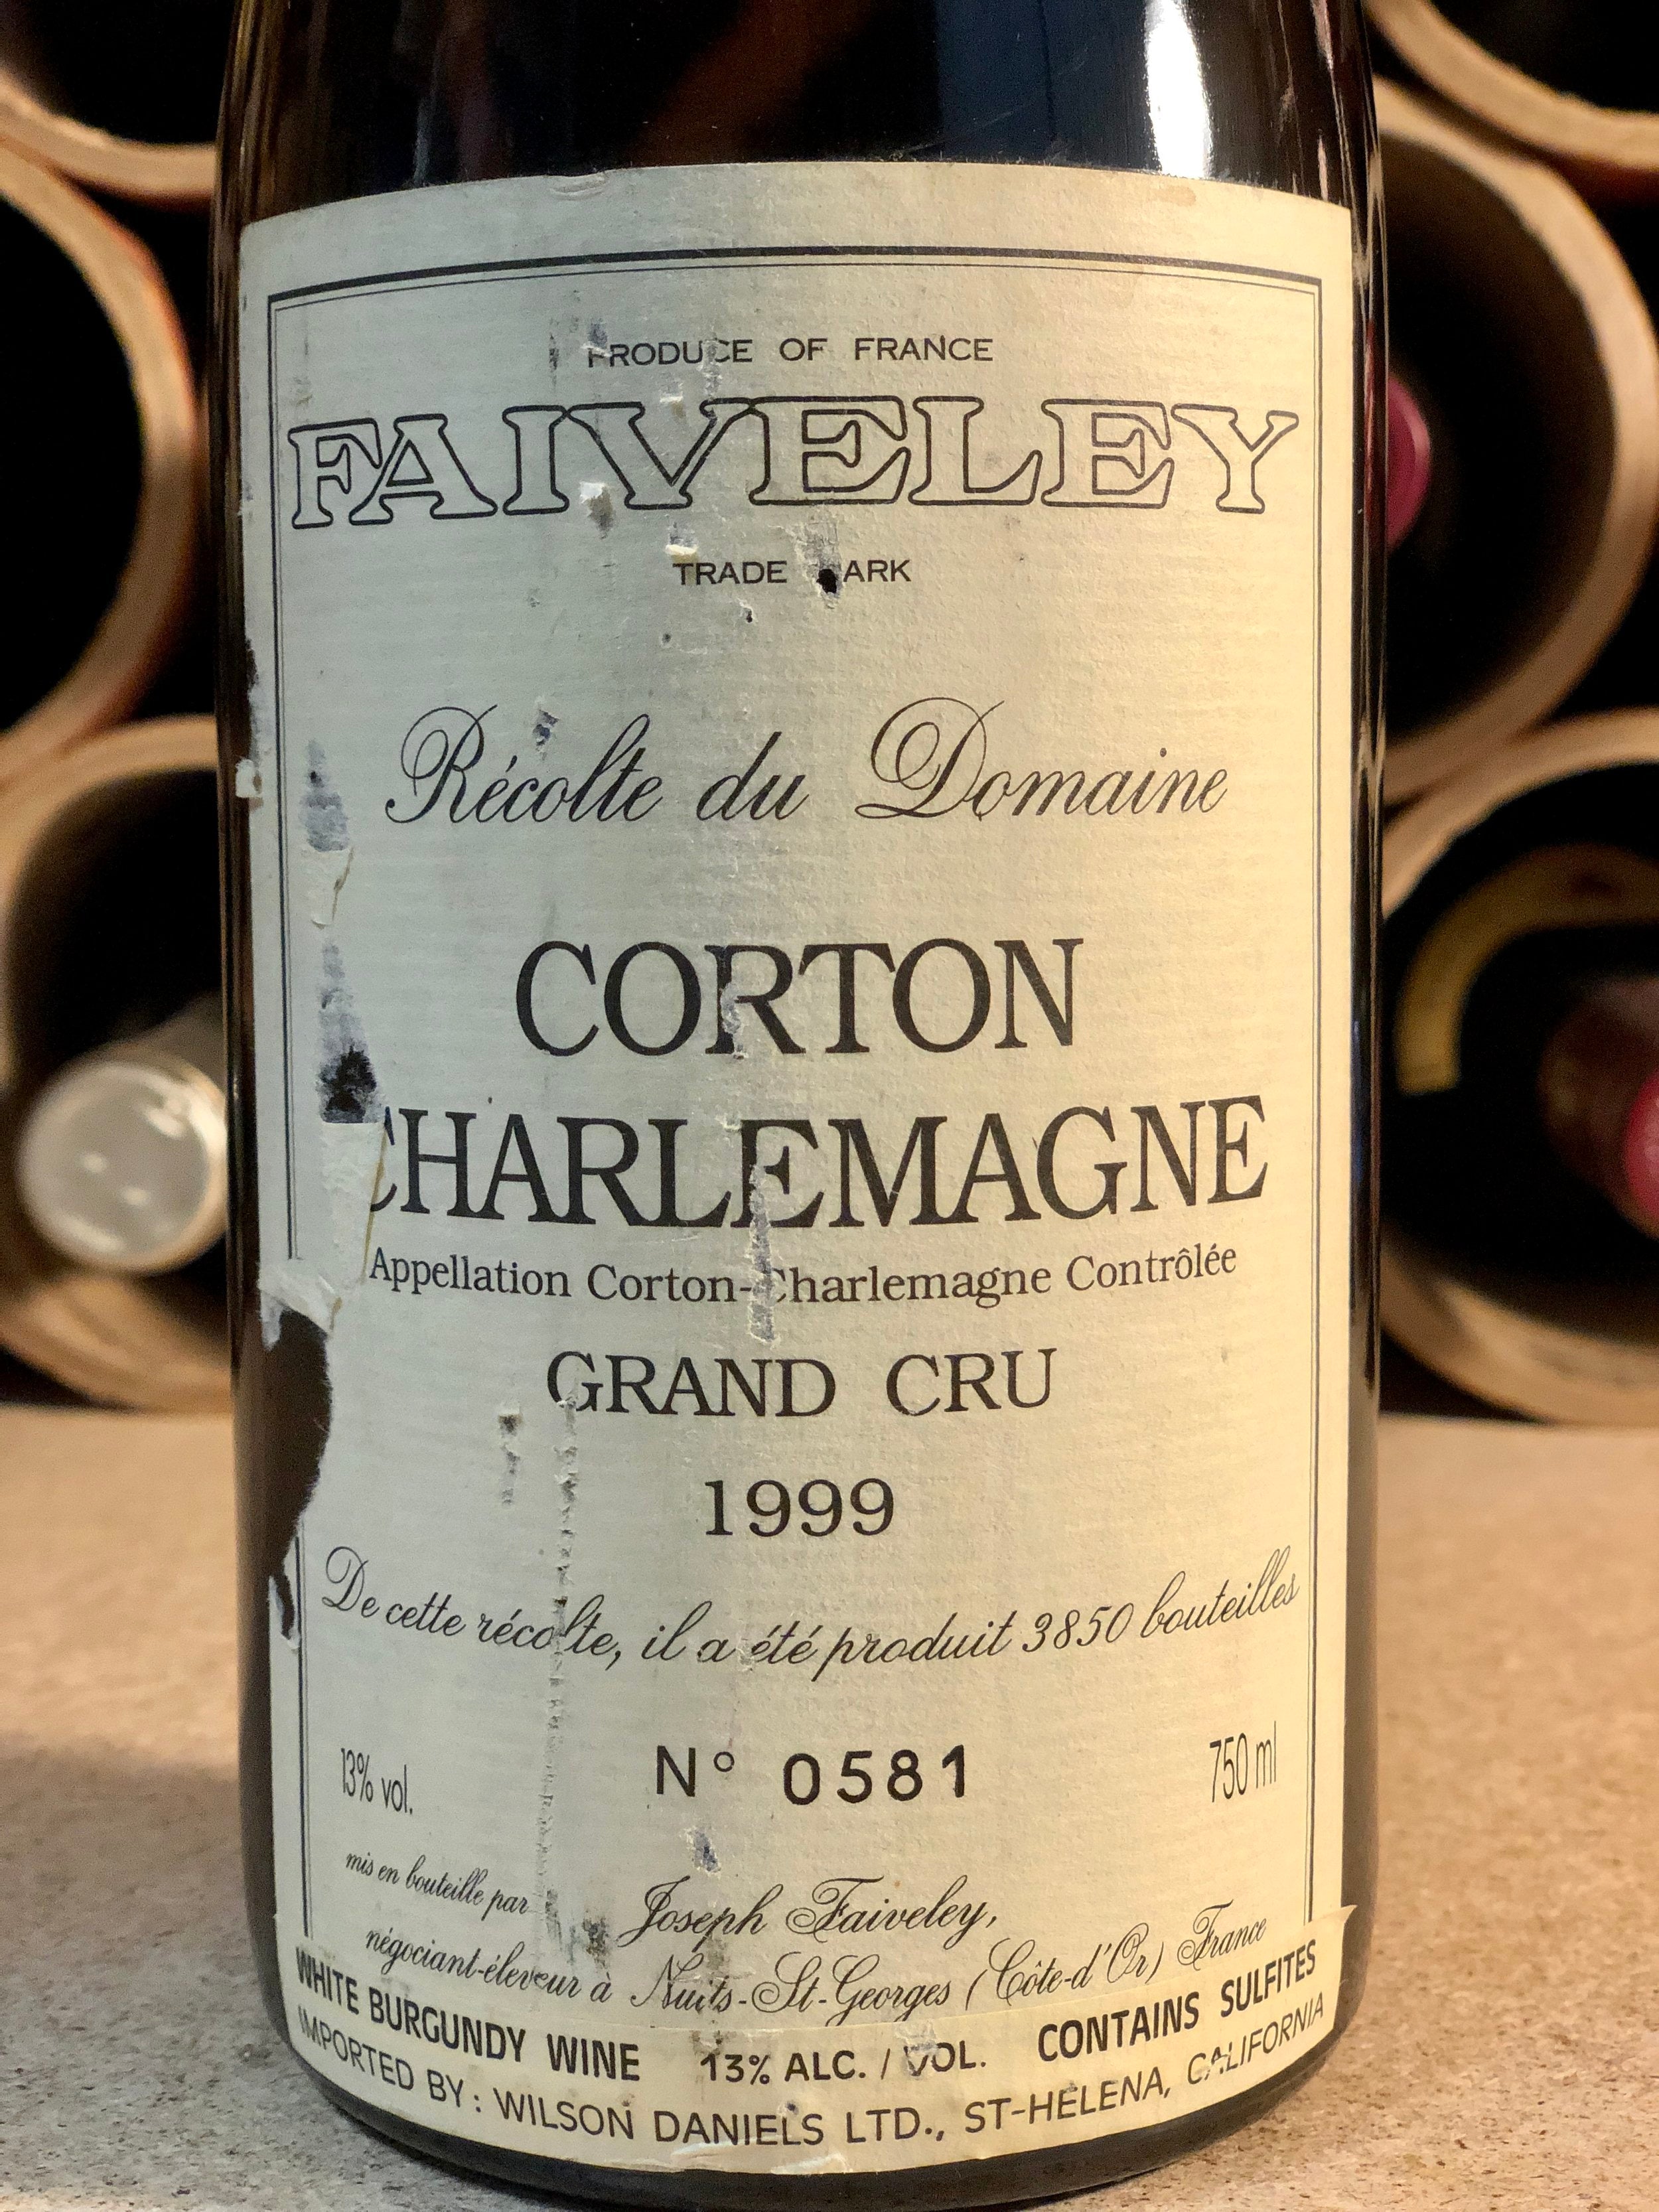 PRODUCE OF FRANCE
FAIVELEY
TRADE MARK
Récolte du Domaine
CORTON
CHARLEMAGNE
Appellation Corton-Charlemagne Contrôlée
GRAND CRU
1999
De cette récolte, il a été produit 3850 bouteilles
13% vol. N° 0581 750 ml
mis en bouteille par Joseph Faiveley,
négociant-éleveur à Nuits-St-Georges (Côte-d'Or) France
WHITE BURGUNDY WINE 13% ALC. / VOL. CONTAINS SULFITES
IMPORTED BY: WILSON DANIELS LTD., ST-HELENA, CALIFORNIA